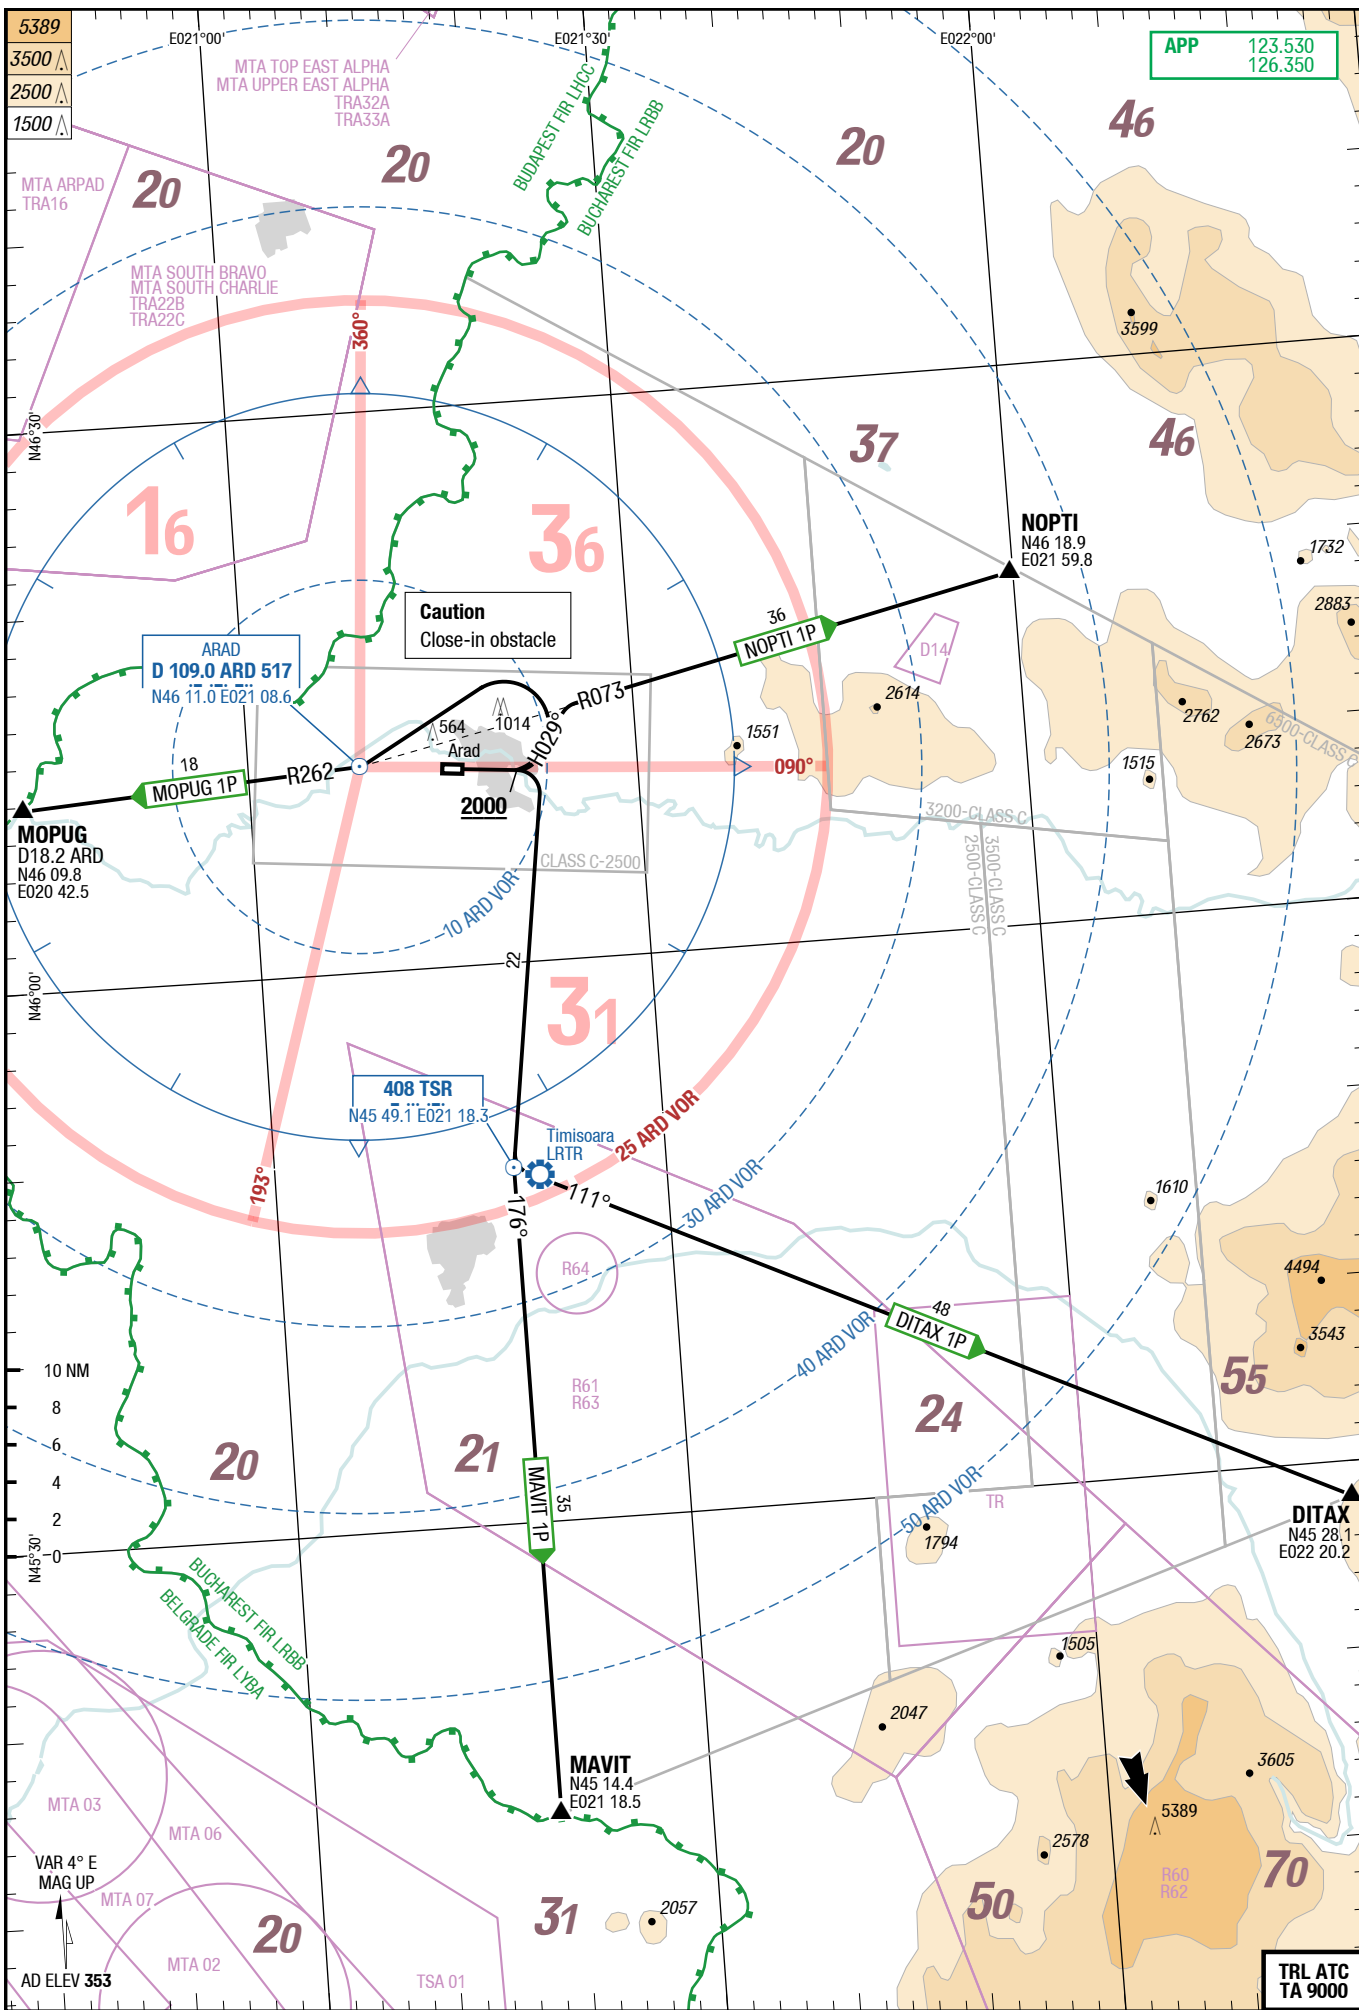 5389
3500
2500
1500
E021°00'
E021°30'
E022°00'
APP 123.530
126.350
MTA TOP EAST ALPHA
MTA UPPER EAST ALPHA
TRA32A
TRA33A
BUDAPEST FIR LHCC
BUCHAREST FIR LRBB
46
20
20
20
MTA ARPAD
TRA16
MTA SOUTH BRAVO
MTA SOUTH CHARLIE
TRA22B
TRA22C
360°
3599
N46°30'
37
46
16
36
NOPTI
N46 18.9
E021 59.8
1732
2883
Caution
Close-in obstacle
36
NOPTI 1P
D14
ARAD
D 109.0 ARD 517
N46 11.0 E021 08.6
R073
2614
2762
2673
6500-CLASS C
564
1014
Arad
H029°
1551
090°
1515
18
MOPUG 1P
R262
2000
MOPUG
D18.2 ARD
N46 09.8
E020 42.5
3200-CLASS C
3500-CLASS C
2500-CLASS C
CLASS C-2500
10 ARD VOR
22
N46°00'
31
408 TSR
N45 49.1 E021 18.3
Timisoara
LRTR
25 ARD VOR
193°
176°
111°
30 ARD VOR
1610
R64
4494
48
DITAX 1P
3543
40 ARD VOR
10 NM
8
6
4
2
0
R61
R63
55
24
20
21
MAVIT 1P
35
50 ARD VOR
TR
1794
DITAX
N45 28.1
E022 20.2
N45°30'
BUCHAREST FIR LRBB
BELGRADE FIR LYBA
1505
2047
MAVIT
N45 14.4
E021 18.5
3605
5389
MTA 03
MTA 06
2578
70
R60
R62
VAR 4° E
MAG UP
MTA 07
50
31
2057
20
MTA 02
AD ELEV 353
TSA 01
TRL ATC
TA 9000